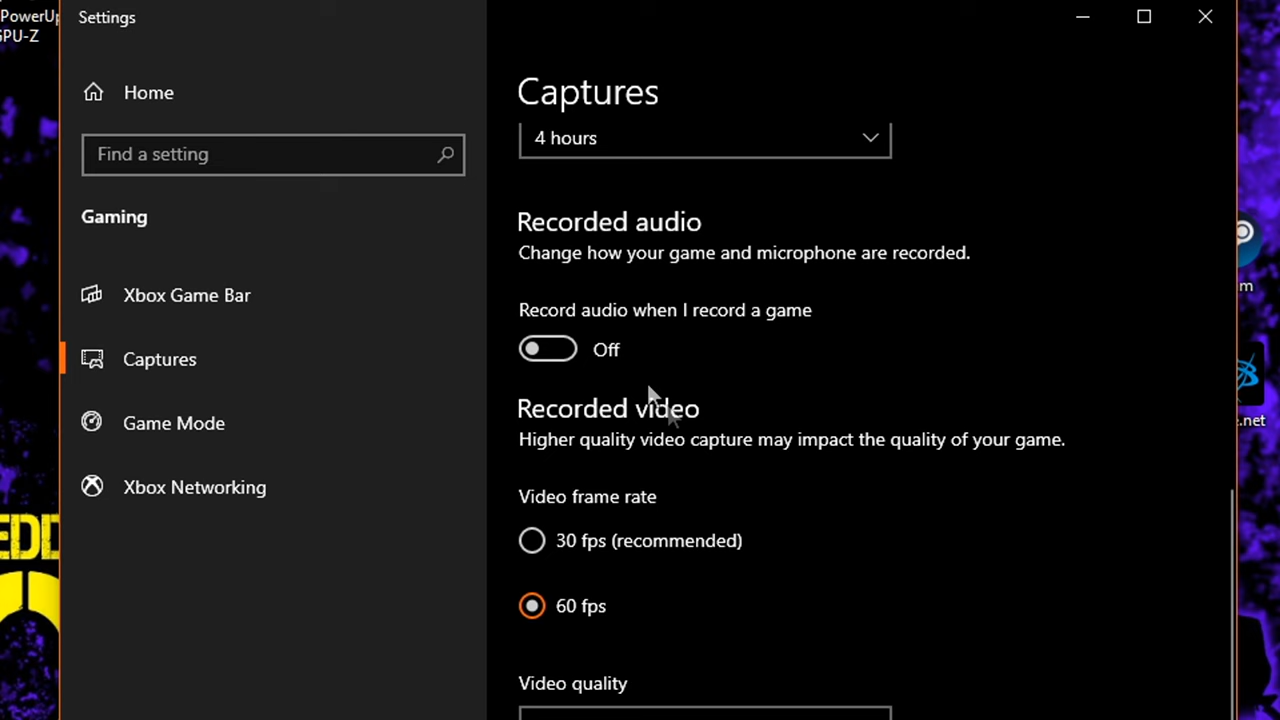 PowerUp
GPU-Z
Settings
Home
Find a setting
Gaming
Xbox Game Bar
Captures
Game Mode
Xbox Networking
Captures
4 hours
Recorded audio
Change how your game and microphone are recorded.
Record audio when I record a game
Off
Recorded video
Higher quality video capture may impact the quality of your game.
Video frame rate
30 fps (recommended)
60 fps
Video quality
m
.net
EDD